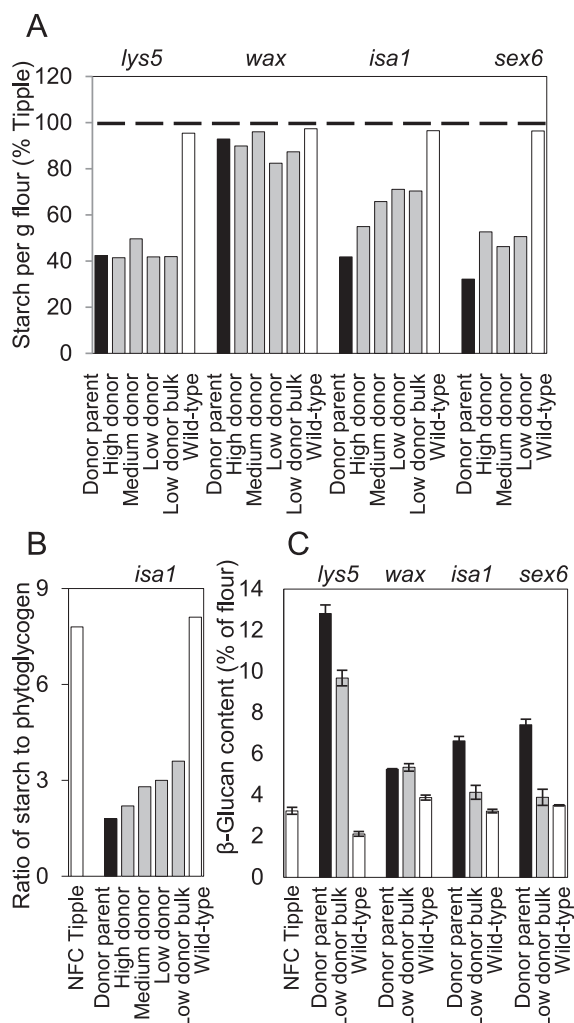 A
lys5 wax isa1 sex6
Starch per g flour (% Tipple)
120
100
80
60
40
20
0
Donor parent
High donor
Medium donor
Low donor
Low donor bulk
Wild-type
Donor parent
High donor
Medium donor
Low donor
Low donor bulk
Wild-type
Donor parent
High donor
Medium donor
Low donor
Low donor bulk
Wild-type
Donor parent
High donor
Medium donor
Low donor
Wild-type
B
isa1
Ratio of starch to phytoglycogen
9
6
3
0
NFC Tipple
Donor parent
High donor
Medium donor
Low donor
Low donor bulk
Wild-type
C
lys5 wax isa1 sex6
β-Glucan content (% of flour)
14
12
10
8
6
4
2
0
NFC Tipple
Donor parent
Low donor bulk
Wild-type
Donor parent
Low donor bulk
Wild-type
Donor parent
Low donor bulk
Wild-type
Donor parent
Low donor bulk
Wild-type